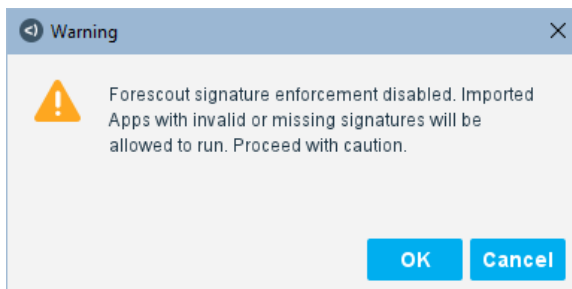 Warning
Forescout signature enforcement disabled. Imported
Apps with invalid or missing signatures will be
allowed to run. Proceed with caution.
OK
Cancel